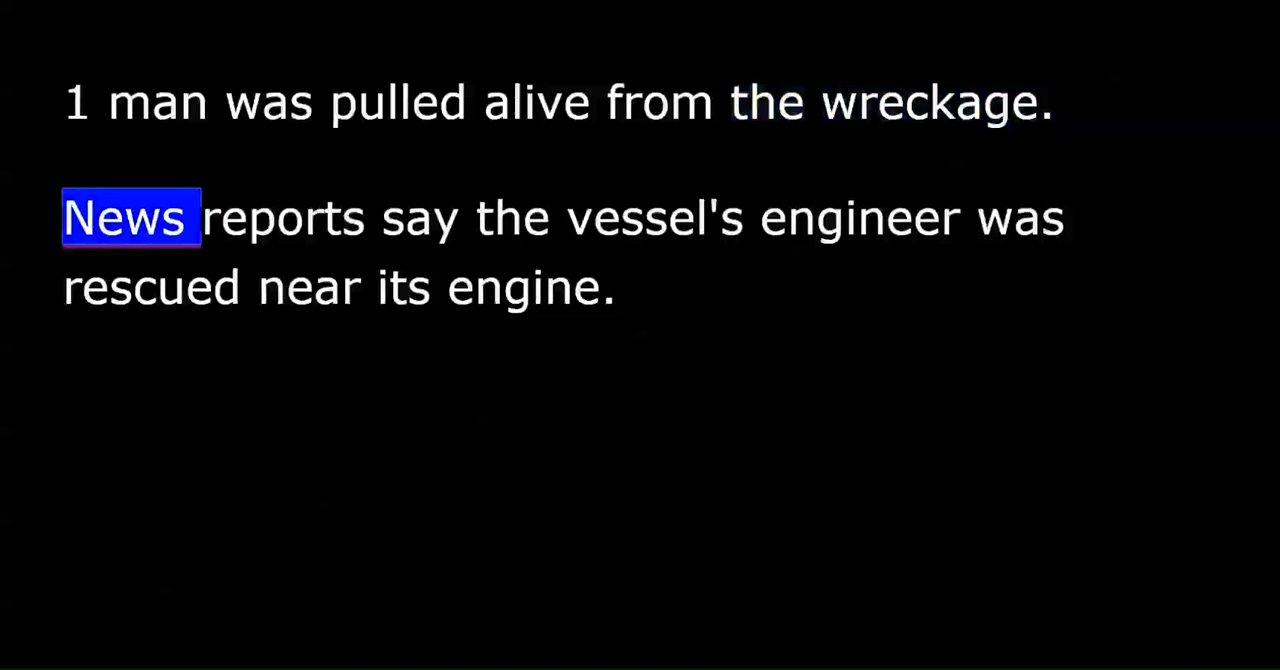 1 man was pulled alive from the wreckage.
News reports say the vessel's engineer was
rescued near its engine.